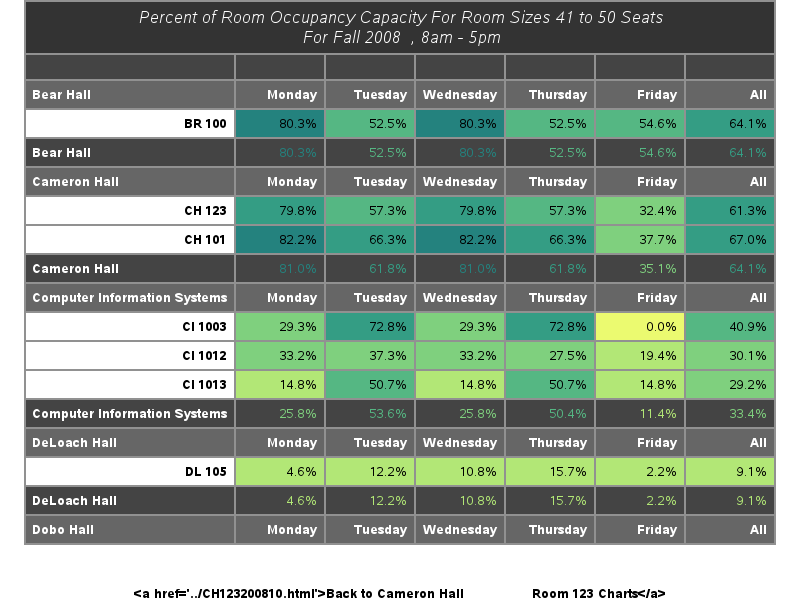 Percent of Room Occupancy Capacity For Room Sizes 41 to 50 Seats
For Fall 2008 , 8am - 5pm
Bear Hall Monday Tuesday Wednesday Thursday Friday All
BR 100 80.3% 52.5% 80.3% 52.5% 54.6% 64.1%
Bear Hall 80.3% 52.5% 80.3% 52.5% 54.6% 64.1%
Cameron Hall Monday Tuesday Wednesday Thursday Friday All
CH 123 79.8% 57.3% 79.8% 57.3% 32.4% 61.3%
CH 101 82.2% 66.3% 82.2% 66.3% 37.7% 67.0%
Cameron Hall 81.0% 61.8% 81.0% 61.8% 35.1% 64.1%
Computer Information Systems Monday Tuesday Wednesday Thursday Friday All
CI 1003 29.3% 72.8% 29.3% 72.8% 0.0% 40.9%
CI 1012 33.2% 37.3% 33.2% 27.5% 19.4% 30.1%
CI 1013 14.8% 50.7% 14.8% 50.7% 14.8% 29.2%
Computer Information Systems 25.8% 53.6% 25.8% 50.4% 11.4% 33.4%
DeLoach Hall Monday Tuesday Wednesday Thursday Friday All
DL 105 4.6% 12.2% 10.8% 15.7% 2.2% 9.1%
DeLoach Hall 4.6% 12.2% 10.8% 15.7% 2.2% 9.1%
Dobo Hall Monday Tuesday Wednesday Thursday Friday All
<a href='../CH123200810.html'>Back to Cameron Hall Room 123 Charts</a>